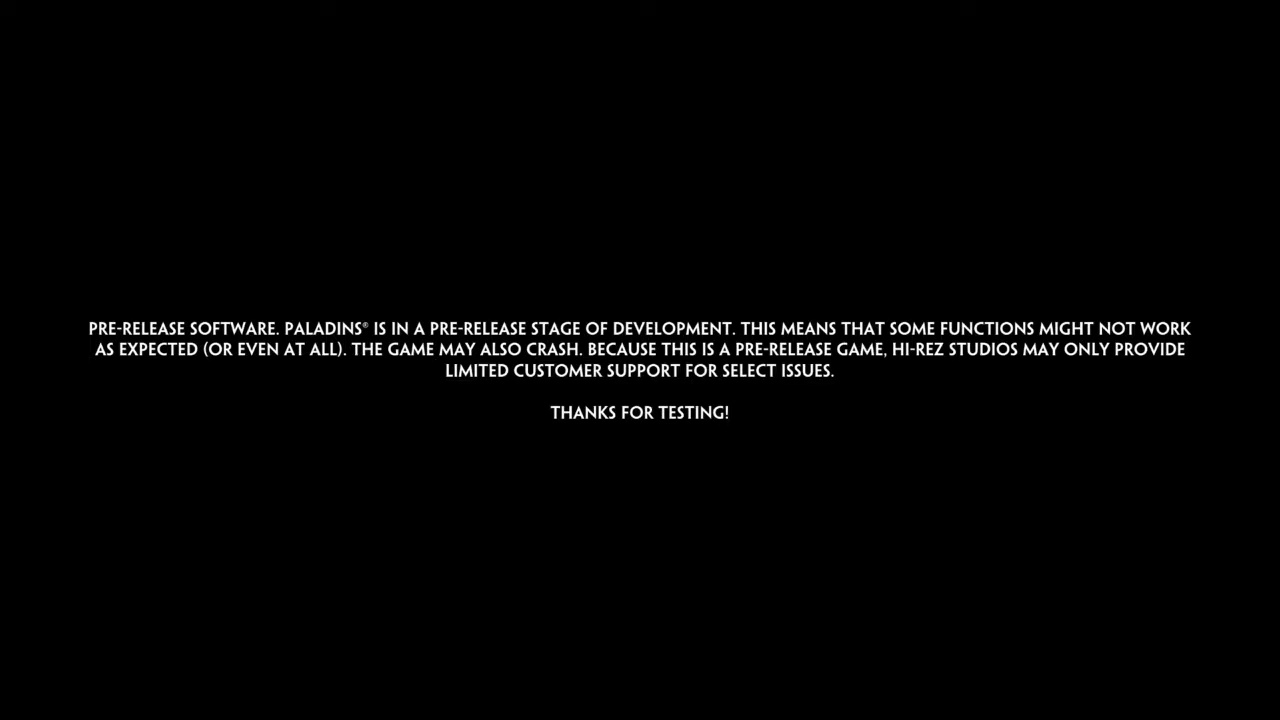 PRE-RELEASE SOFTWARE. PALADINS® IS IN A PRE-RELEASE STAGE OF DEVELOPMENT. THIS MEANS THAT SOME FUNCTIONS MIGHT NOT WORK
AS EXPECTED (OR EVEN AT ALL). THE GAME MAY ALSO CRASH. BECAUSE THIS IS A PRE-RELEASE GAME, HI-REZ STUDIOS MAY ONLY PROVIDE
LIMITED CUSTOMER SUPPORT FOR SELECT ISSUES.
THANKS FOR TESTING!